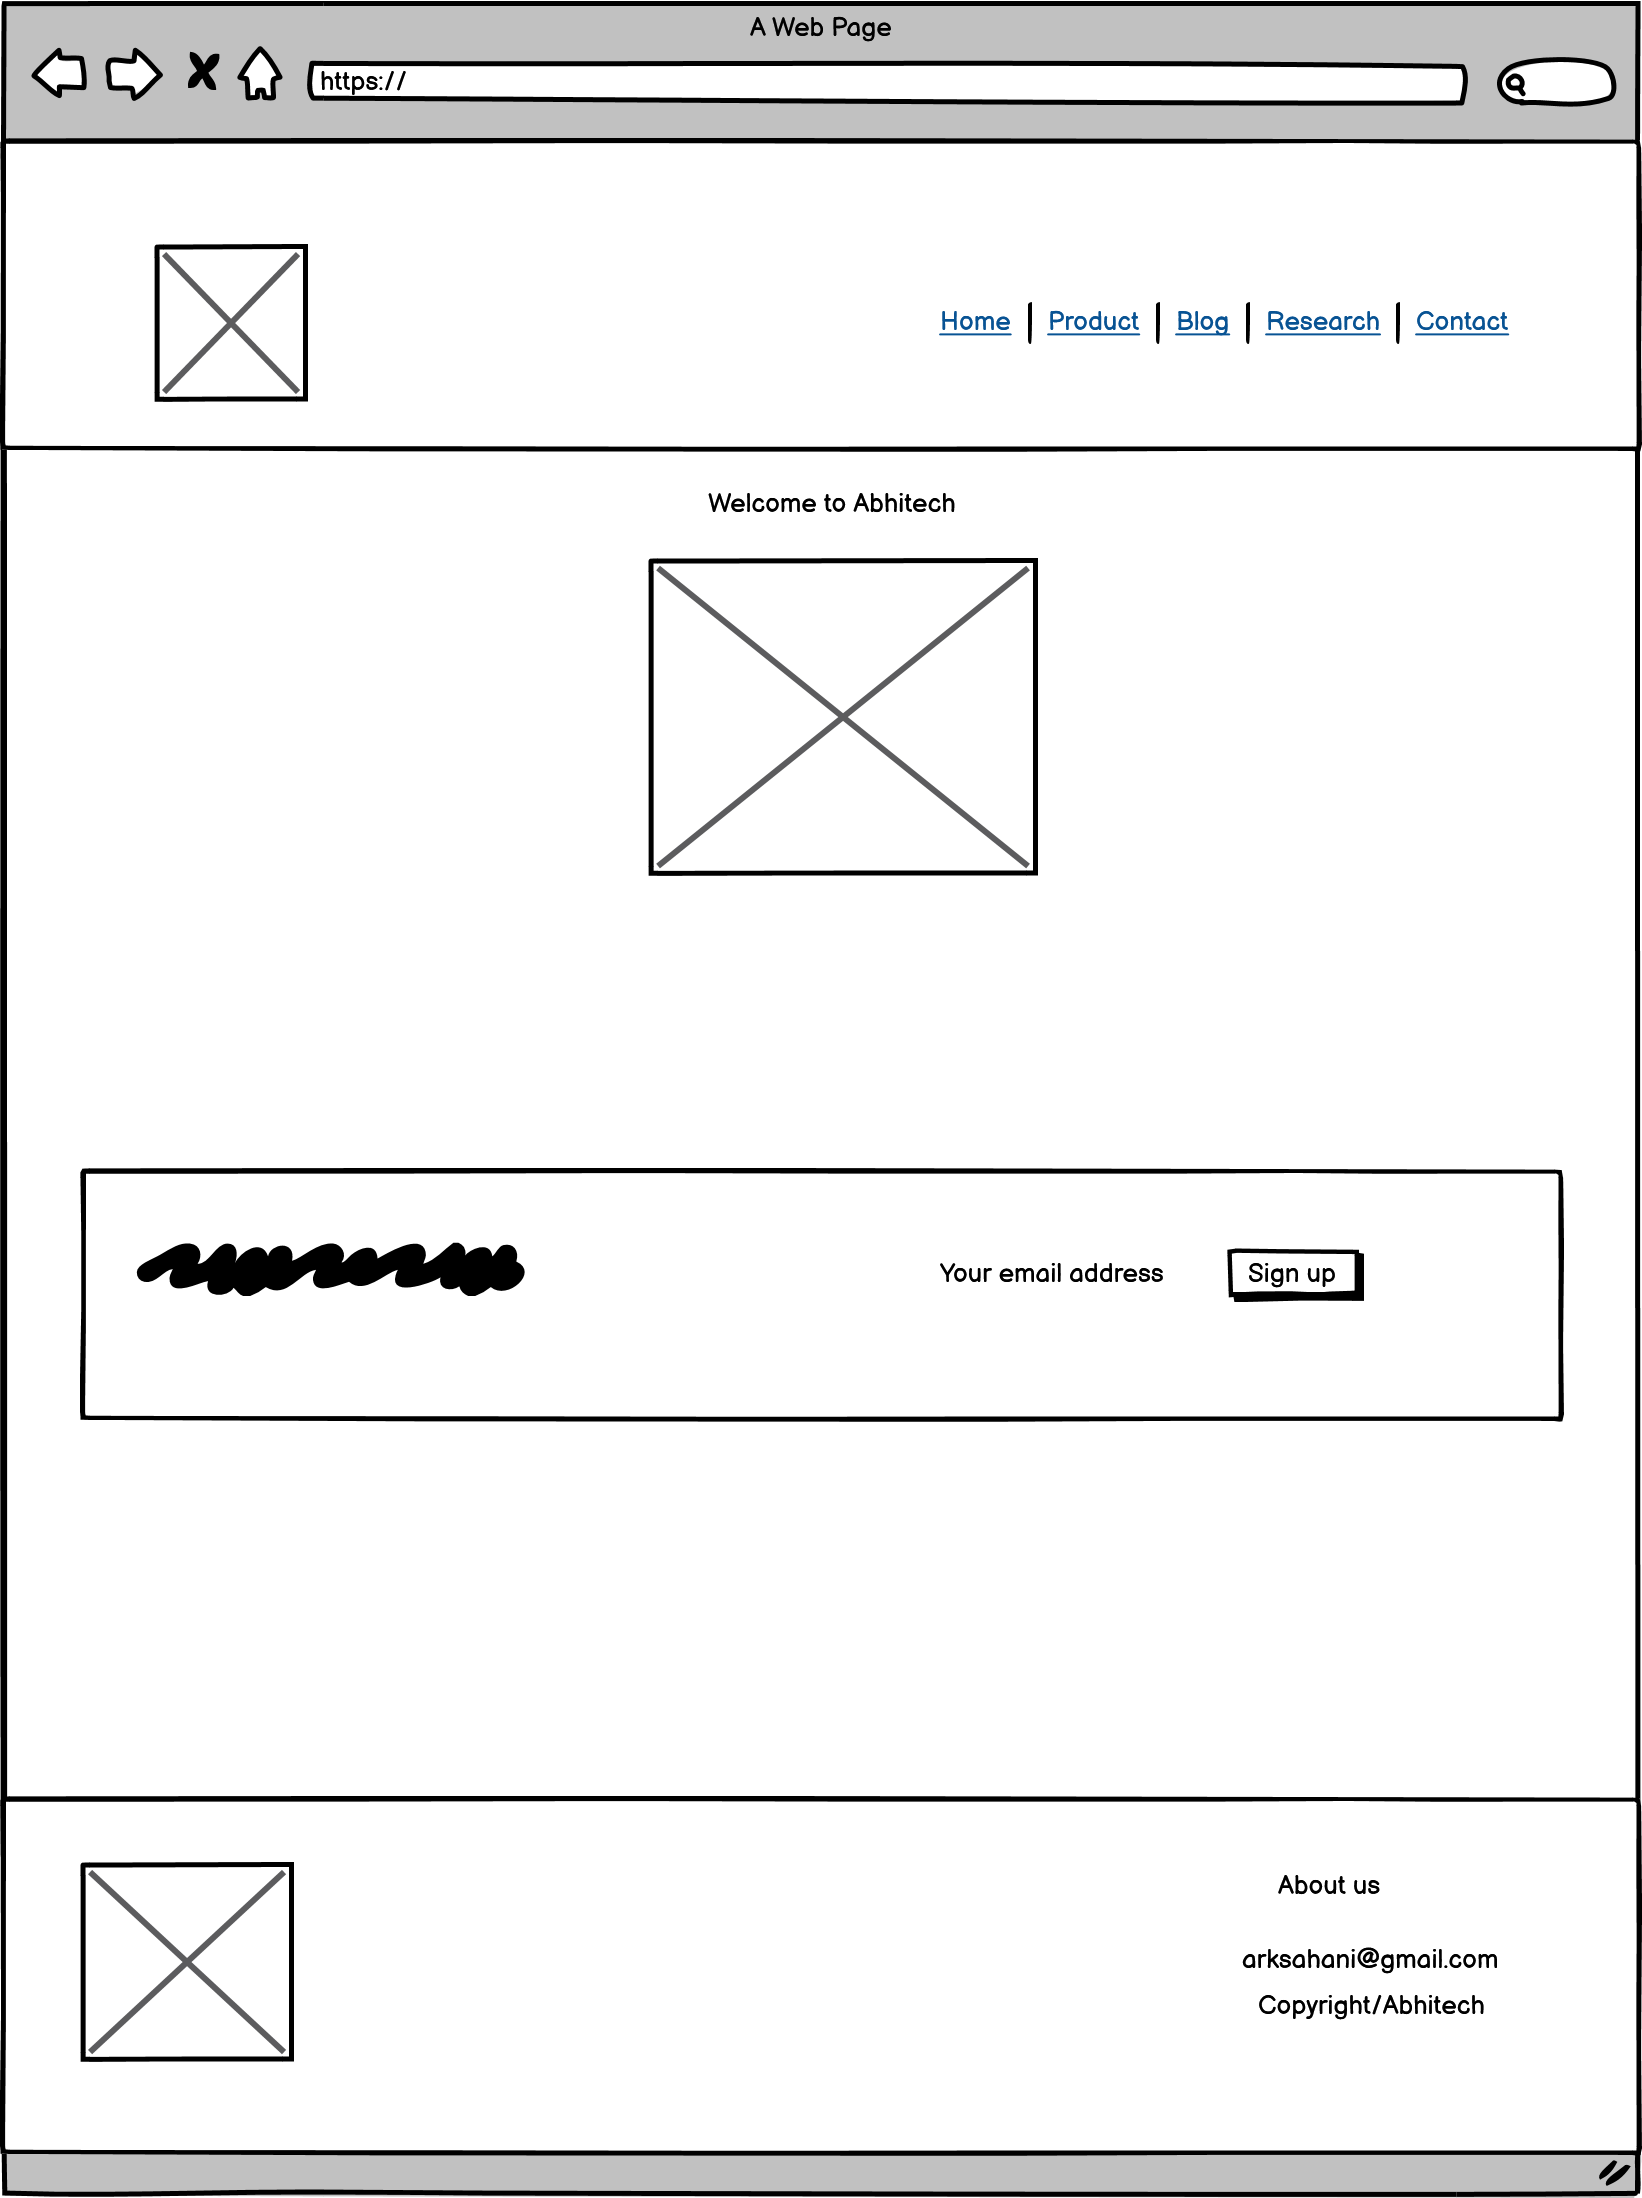 A Web Page
https://
Home Product Blog Research Contact
Welcome to Abhitech
Your email address Sign up
About us
arksahani@gmail.com
Copyright/Abhitech